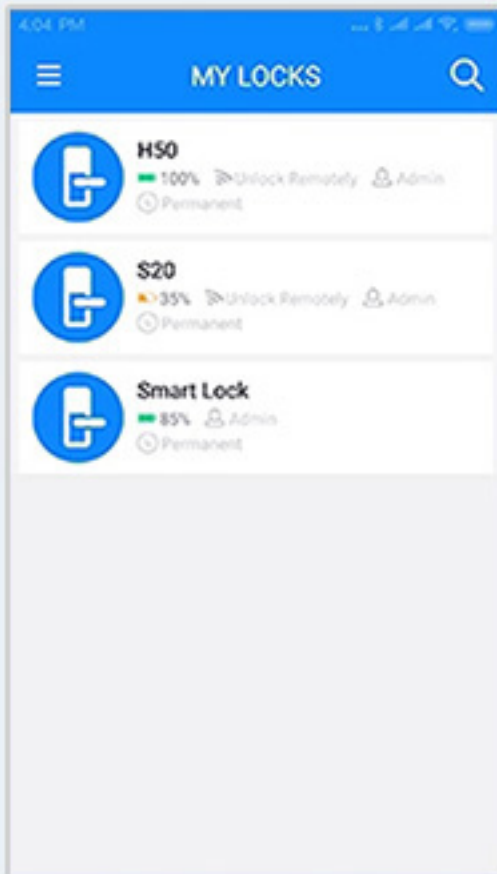 4:04 PM
MY LOCKS
H50
100% Unlock Remotely Admin
Permanent
S20
35% Unlock Remotely Admin
Permanent
Smart Lock
85% Admin
Permanent